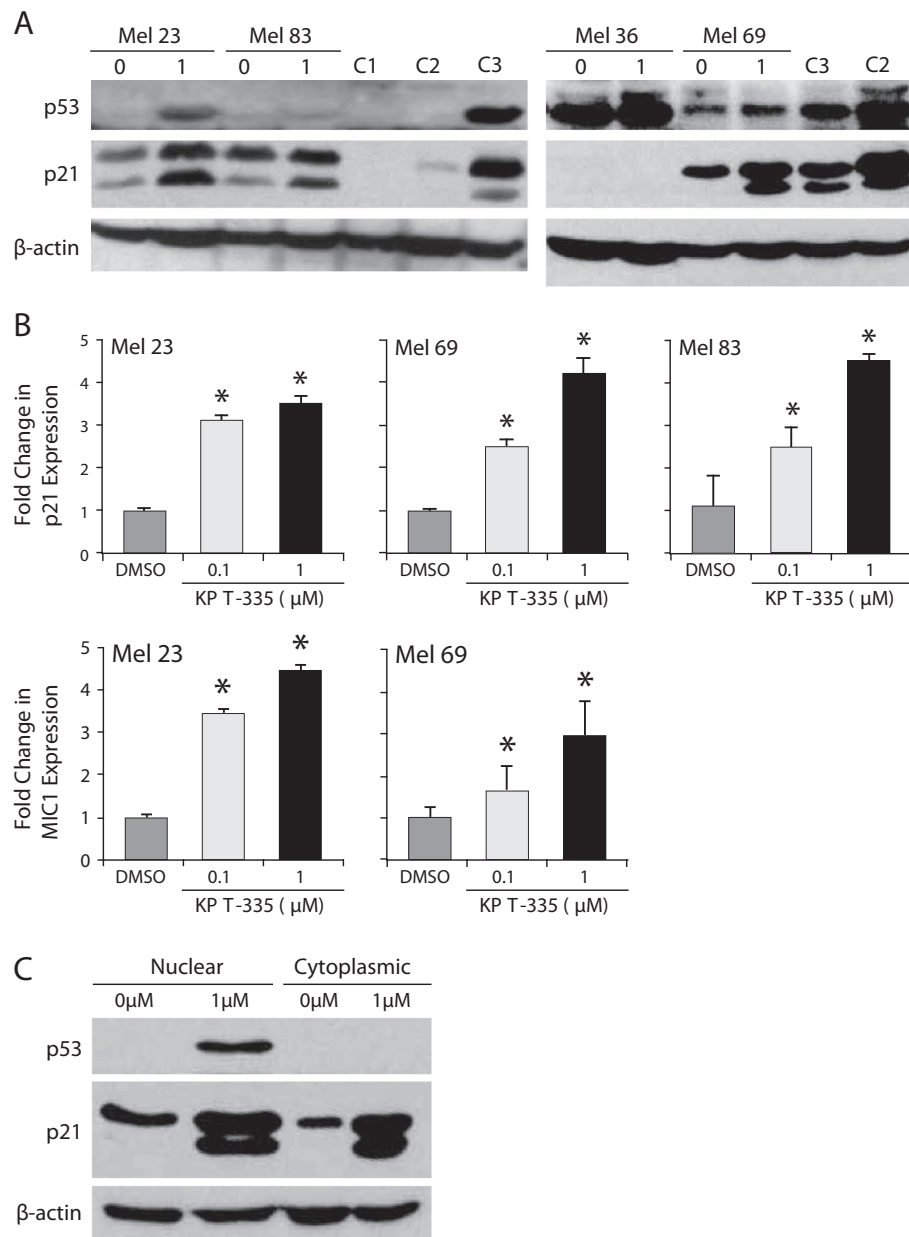 A
Mel 23 Mel 83 Mel 36 Mel 69
0 1 0 1 C1 C2 C3 0 1 0 1 C3 C2
p53
p21
β-actin
B
5 Mel 23 Mel 69 Mel 83
4
3
2
1
0
Fold Change in
p21 Expression
* * * * * *
DMSO 0.1 1 DMSO 0.1 1 DMSO 0.1 1
KP T-335 ( μM) KP T-335 ( μM) KP T-335 ( μM)
5 Mel 23 Mel 69
4
3
2
1
0
Fold Change in
MIC1 Expression
* * * *
DMSO 0.1 1 DMSO 0.1 1
KP T-335 ( μM) KP T-335 ( μM)
C
Nuclear Cytoplasmic
0μM 1μM 0μM 1μM
p53
p21
β-actin